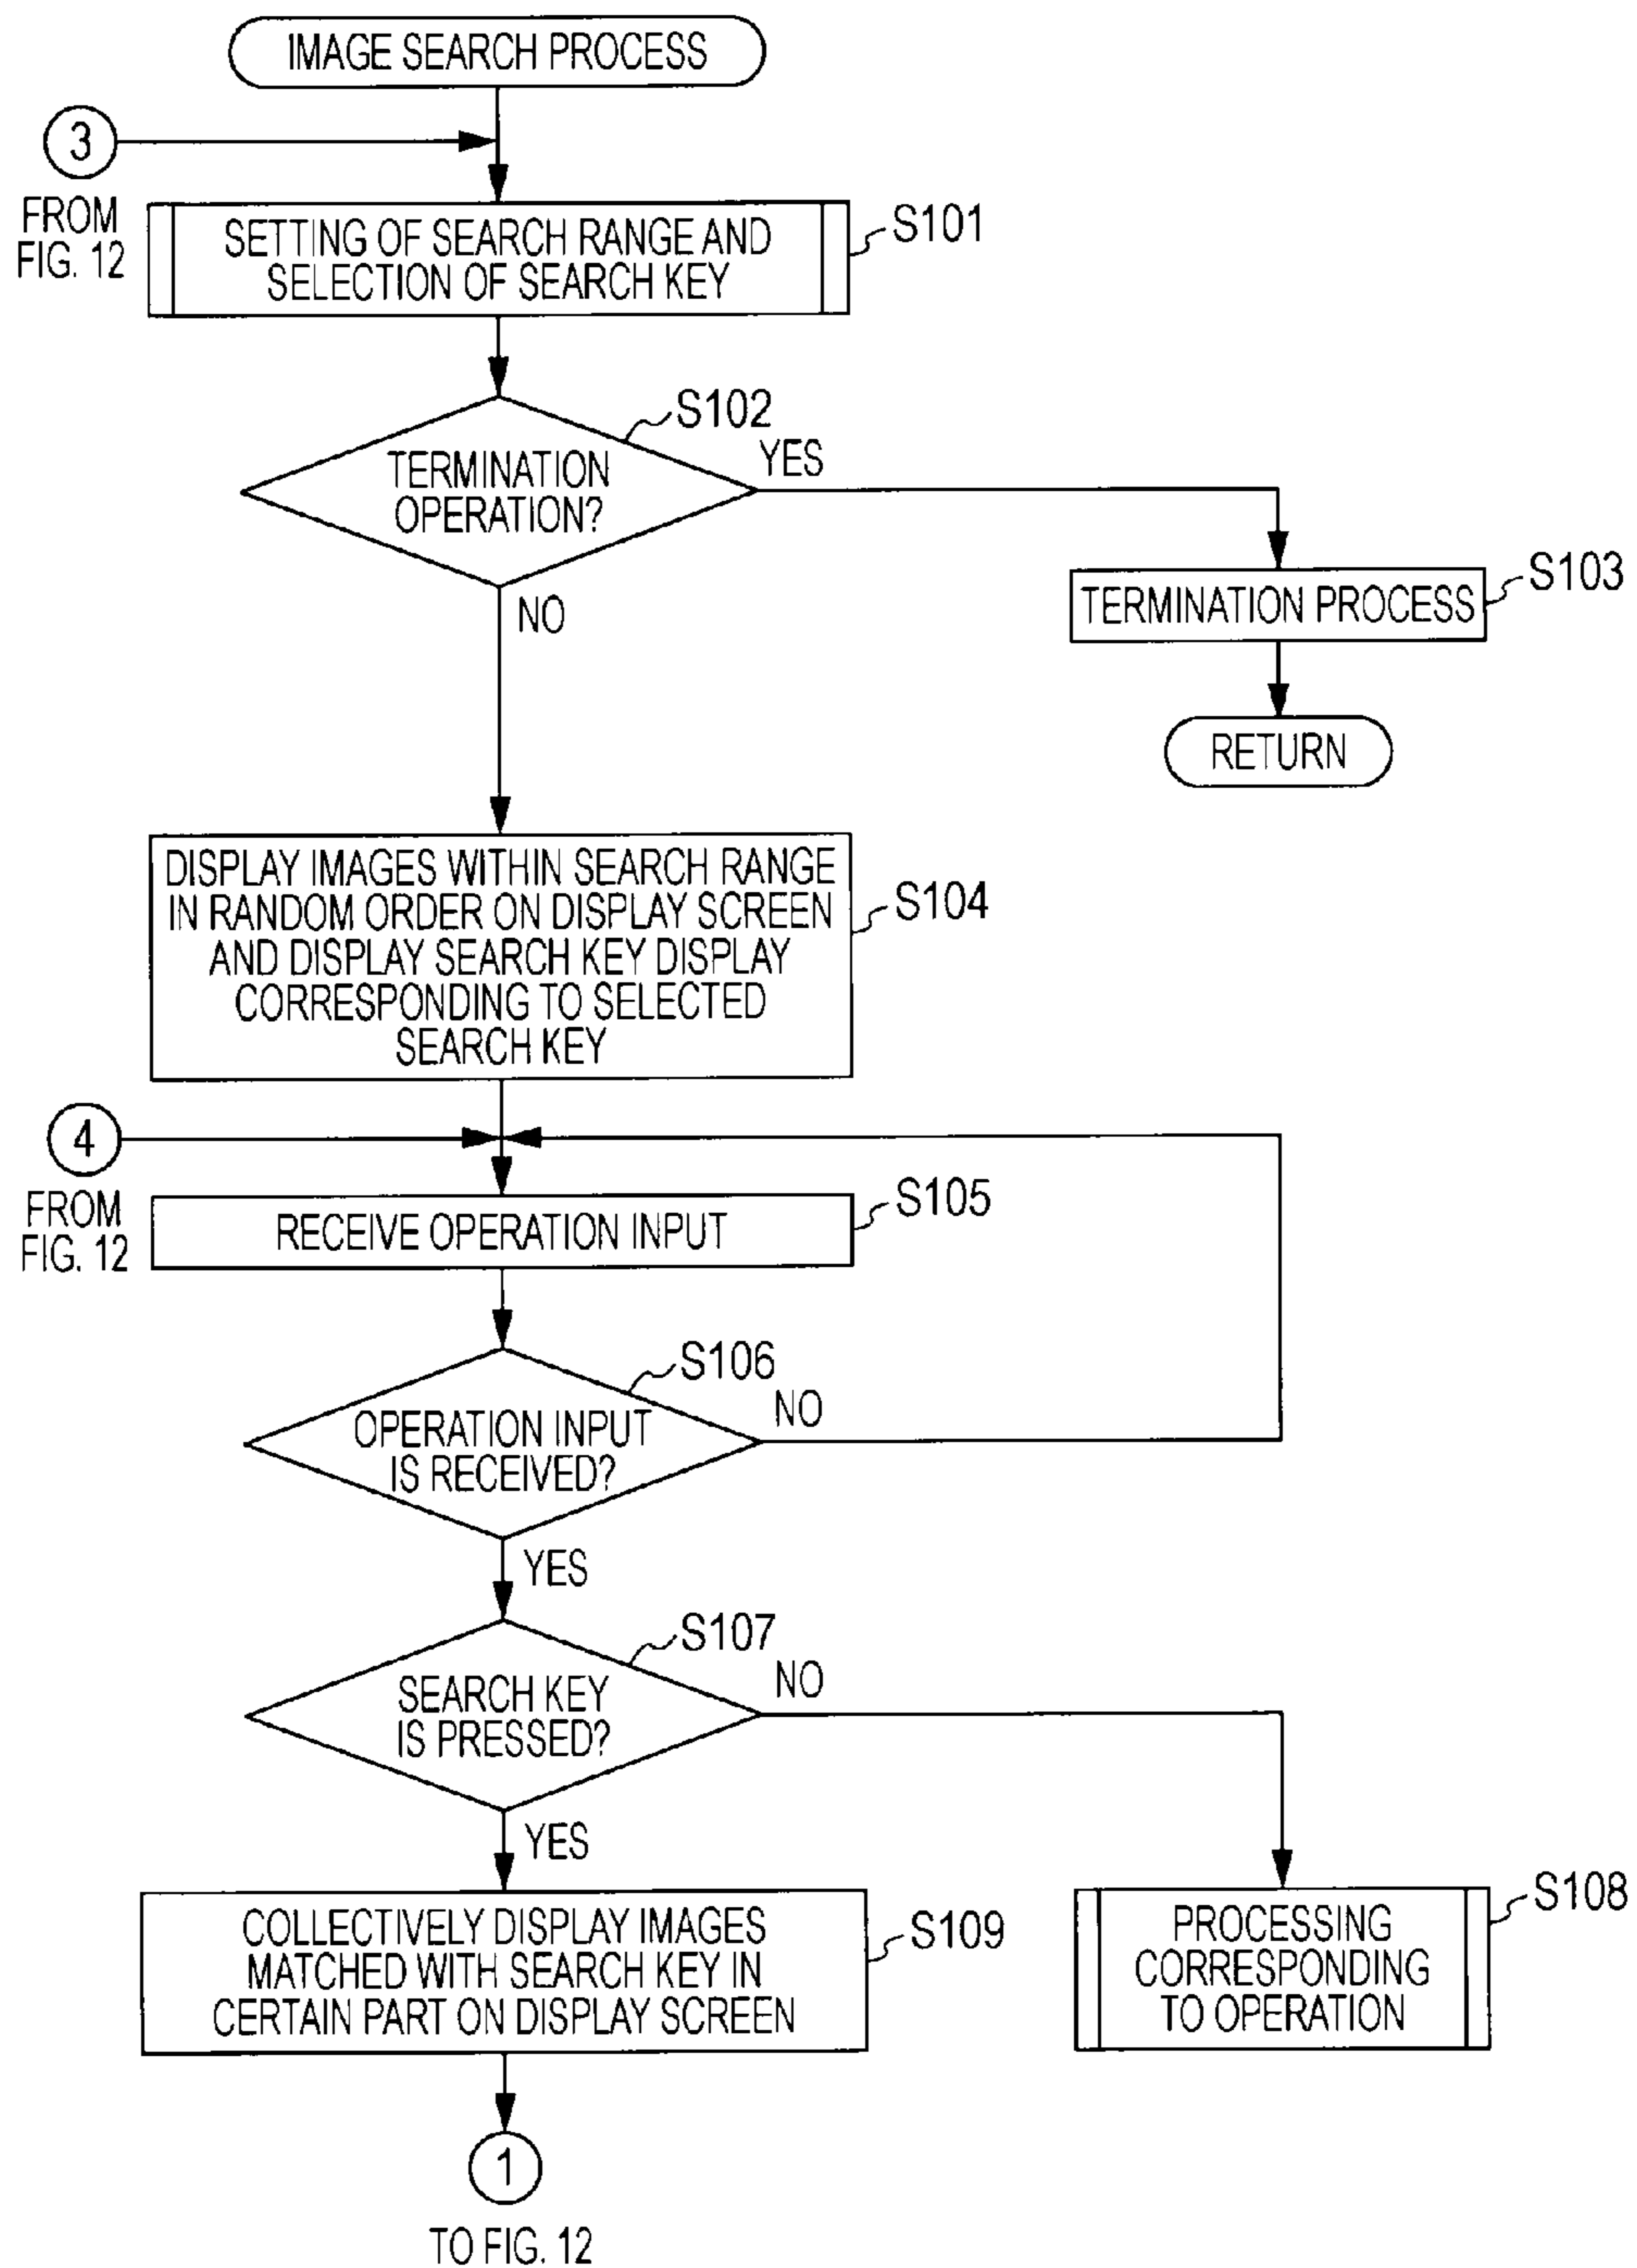 IMAGE SEARCH PROCESS
3
FROM
FIG. 12
SETTING OF SEARCH RANGE AND
SELECTION OF SEARCH KEY
S101
S102
TERMINATION
OPERATION?
YES
NO
S103
TERMINATION PROCESS
RETURN
DISPLAY IMAGES WITHIN SEARCH RANGE
IN RANDOM ORDER ON DISPLAY SCREEN
AND DISPLAY SEARCH KEY DISPLAY
CORRESPONDING TO SELECTED
SEARCH KEY
S104
4
FROM
FIG. 12
RECEIVE OPERATION INPUT
S105
S106
OPERATION INPUT
IS RECEIVED?
NO
YES
S107
SEARCH KEY
IS PRESSED?
NO
YES
S108
PROCESSING
CORRESPONDING
TO OPERATION
COLLECTIVELY DISPLAY IMAGES
MATCHED WITH SEARCH KEY IN
CERTAIN PART ON DISPLAY SCREEN
S109
1
TO FIG. 12